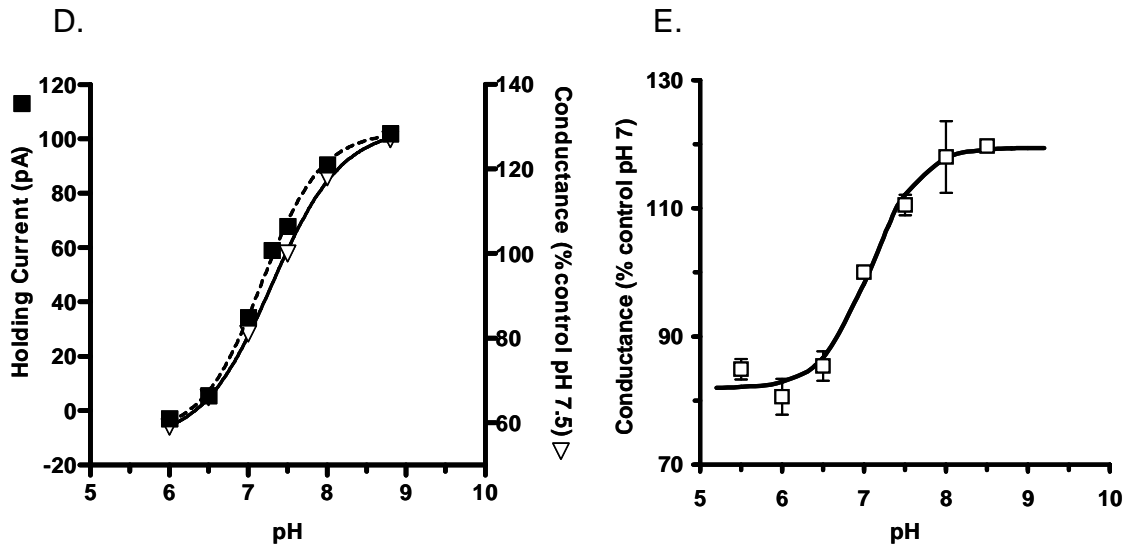 D.
120
100
80
60
40
20
0
-20
Holding Current (pA)
140
120
100
80
60
Conductance (%control pH 7.5)
5 6 7 8 9 10
pH
E.
130
110
90
70
Conductance (% control pH 7)
5 6 7 8 9 10
pH